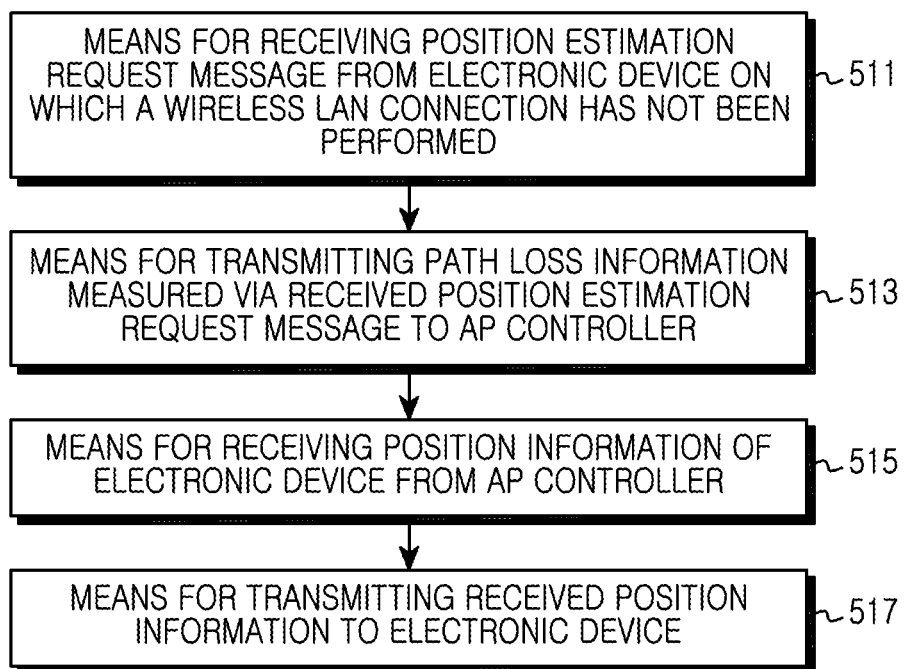 MEANS FOR RECEIVING POSITION ESTIMATION
REQUEST MESSAGE FROM ELECTRONIC DEVICE ON
WHICH A WIRELESS LAN CONNECTION HAS NOT BEEN
PERFORMED
511
MEANS FOR TRANSMITTING PATH LOSS INFORMATION
MEASURED VIA RECEIVED POSITION ESTIMATION
REQUEST MESSAGE TO AP CONTROLLER
513
MEANS FOR RECEIVING POSITION INFORMATION OF
ELECTRONIC DEVICE FROM AP CONTROLLER
515
MEANS FOR TRANSMITTING RECEIVED POSITION
INFORMATION TO ELECTRONIC DEVICE
517